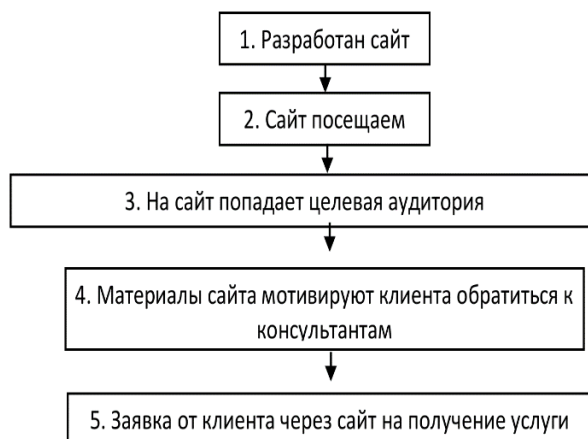 1. Разработан сайт
2. Сайт посещаем
3. На сайт попадает целевая аудитория
4. Материалы сайта мотивируют клиента обратиться к
консультантам
5. Заявка от клиента через сайт на получение услуги